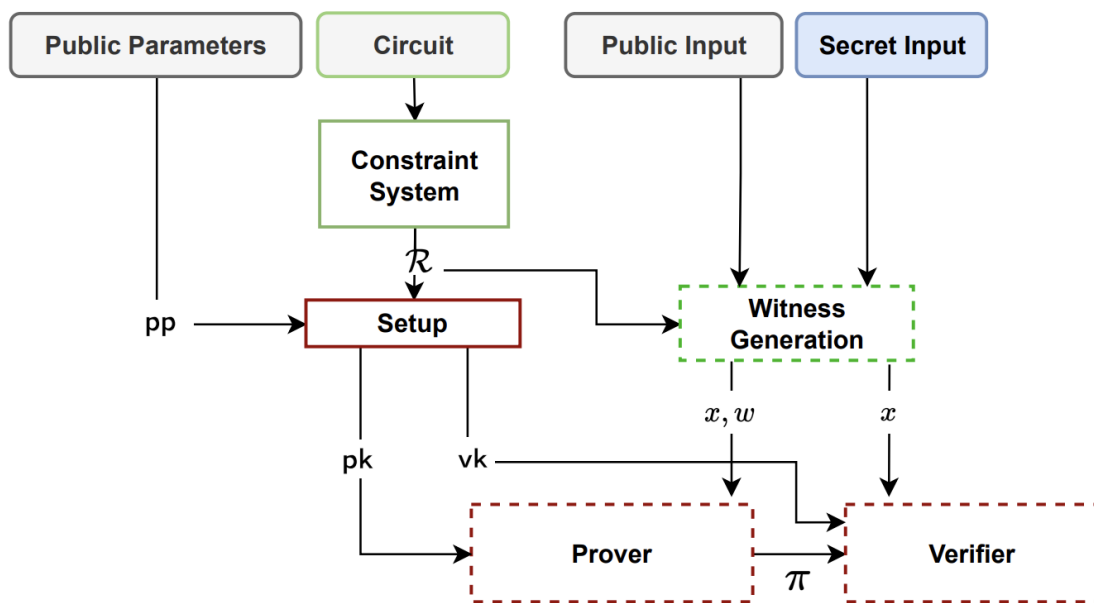 Public Parameters
Circuit
Public Input
Secret Input
Constraint
System
ℛ
pp
Setup
Witness
Generation
x, w
x
pk
vk
Prover
π
Verifier